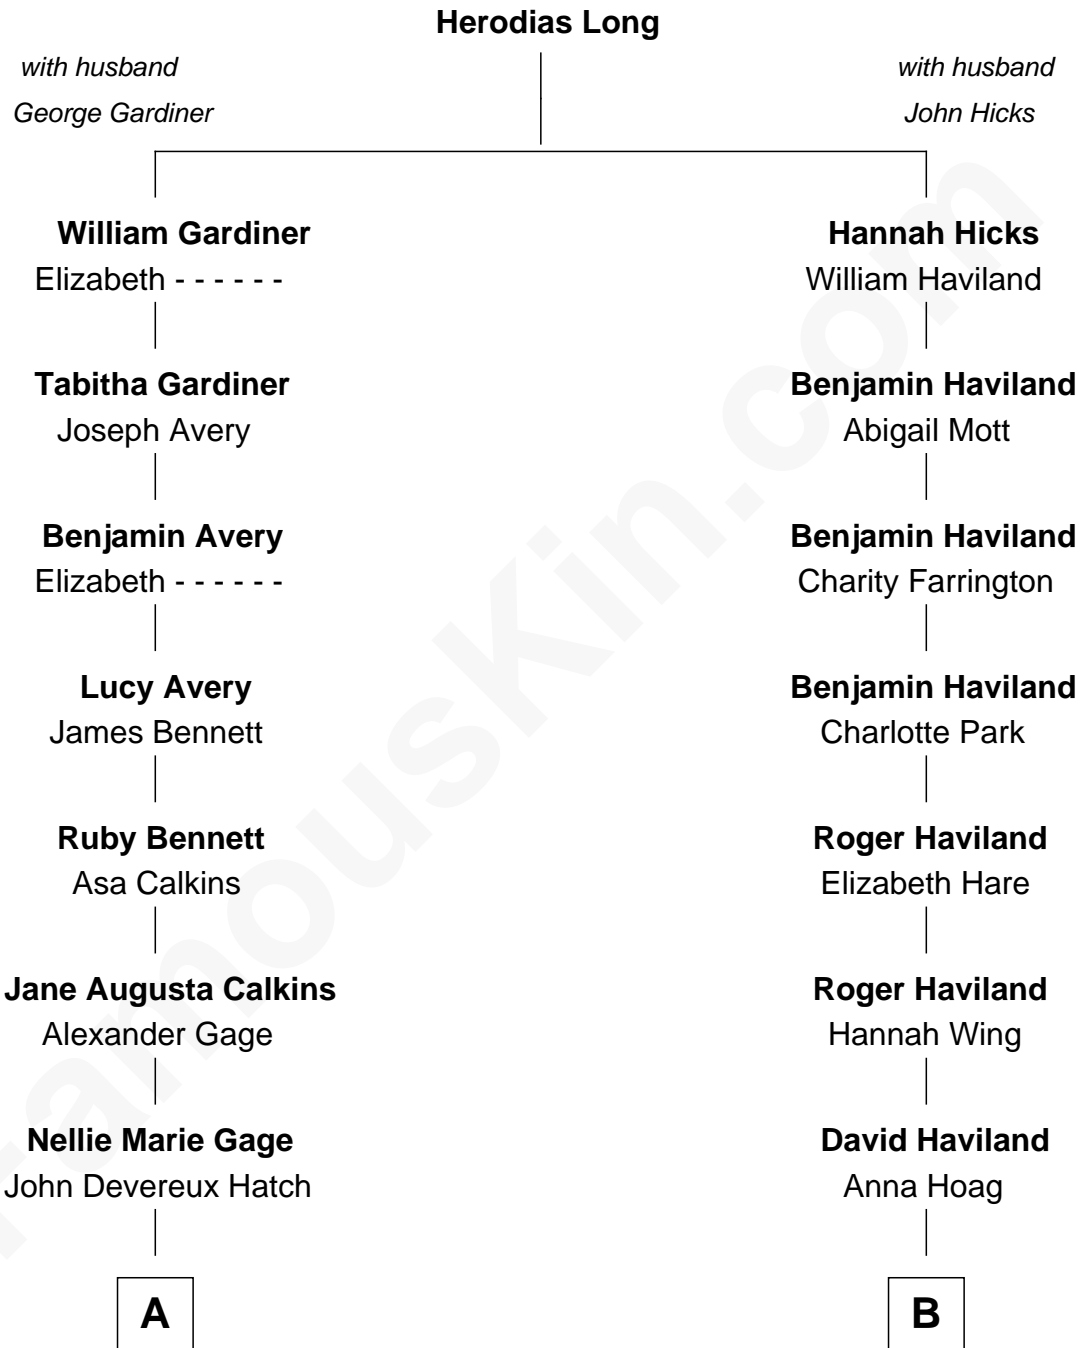 Herodias Long
with husband
George Gardiner
with husband
John Hicks
William Gardiner
Elizabeth - - - - - -
Hannah Hicks
William Haviland
Tabitha Gardiner
Joseph Avery
Benjamin Haviland
Abigail Mott
Benjamin Avery
Elizabeth - - - - - -
Benjamin Haviland
Charity Farrington
Lucy Avery
James Bennett
Benjamin Haviland
Charlotte Park
Ruby Bennett
Asa Calkins
Roger Haviland
Elizabeth Hare
Jane Augusta Calkins
Alexander Gage
Roger Haviland
Hannah Wing
Nellie Marie Gage
John Devereux Hatch
David Haviland
Anna Hoag
A
B
FamousKin.com